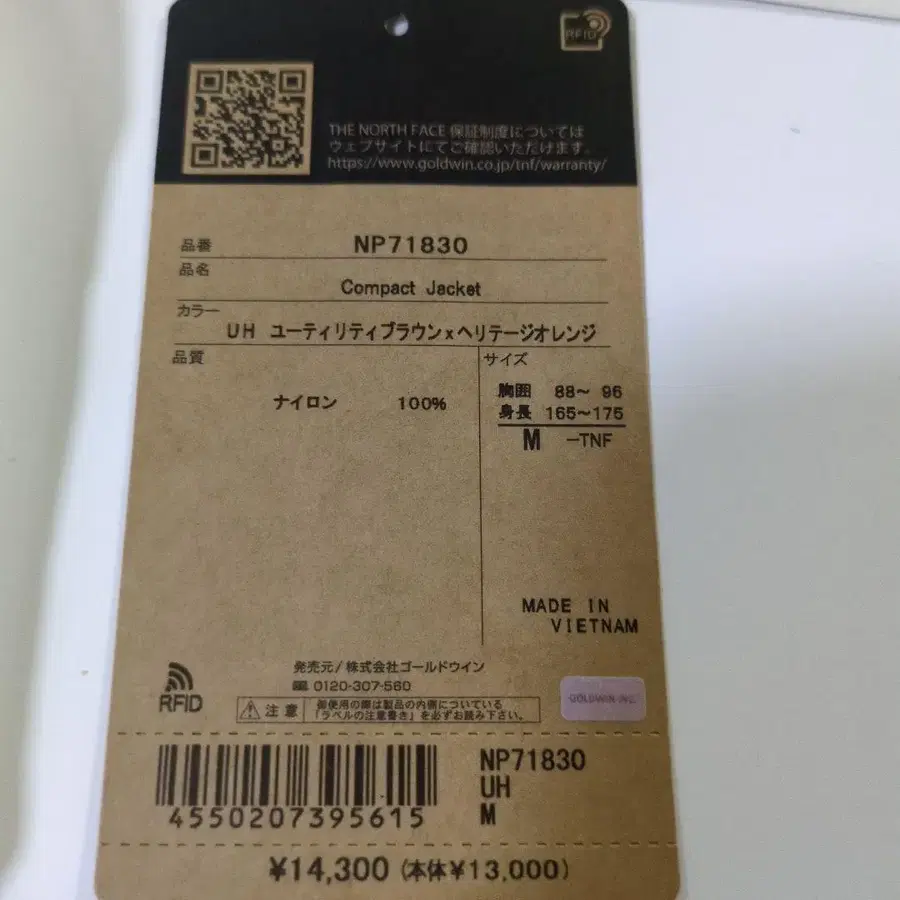 RFID
THE NORTH FACE 保証制度については
ウェブサイトにてご確認いただけます。
https://www.goldwin.co.jp/tnf/warranty/
品番 NP71830
品名
Compact Jacket
カラー
UH ユーティリティブラウンxヘリテージオレンジ
品質
サイズ
ナイロン 100%
胸囲 88～ 96
身長 165～175
M -TNF
MADE IN
VIETNAM
発売元/株式会社ゴールドウイン
0120-307-560
RFID
注意
御使用の際は製品の内側についている
「ラベルの注意書き」を必ずお読み下さい。
GOLDWIN INC.
4550207395615
NP71830
UH
M
¥14,300 (本体¥13,000)